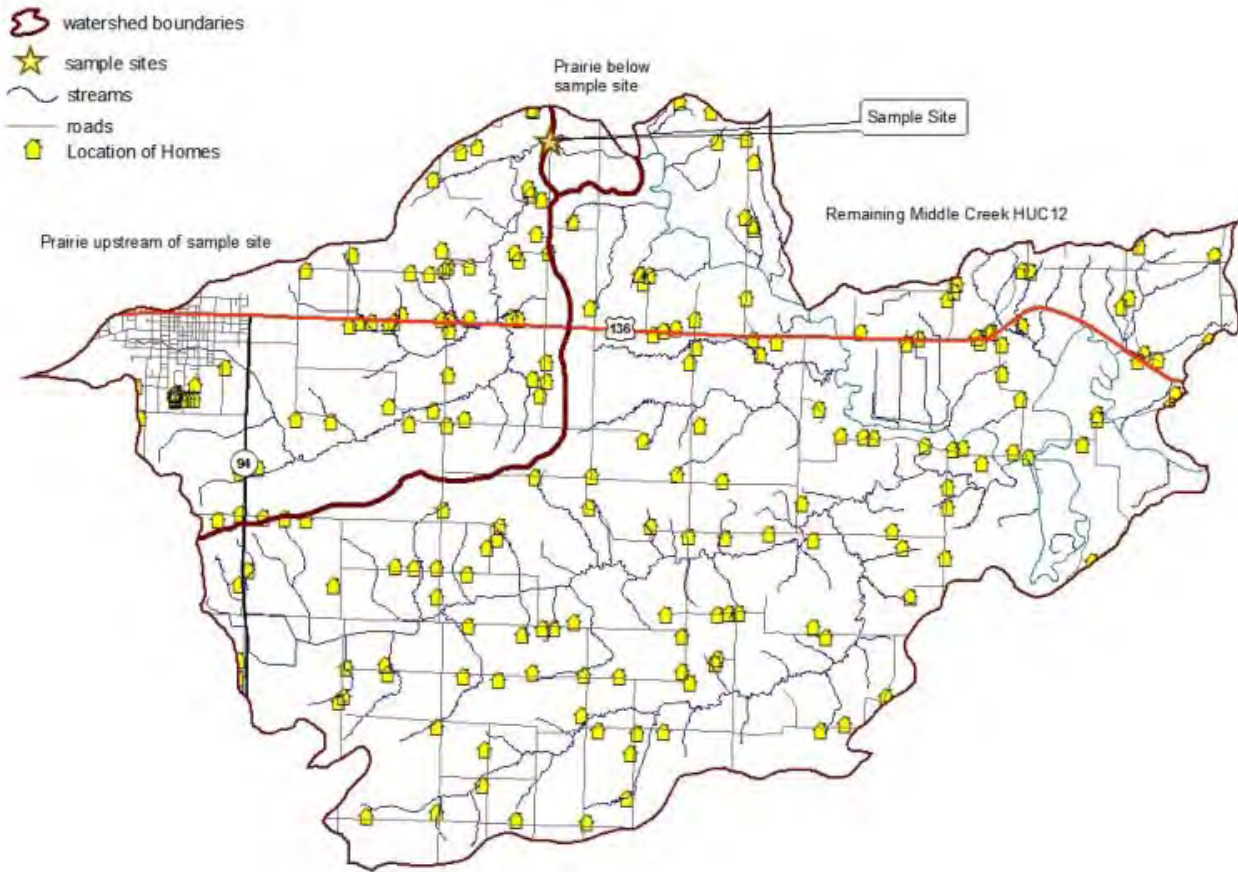 watershed boundaries
sample sites
streams
roads
Location of Homes
Prairie below
sample site
Sample Site
Remaining Middle Creek HUC12
Prairie upstream of sample site
136
94